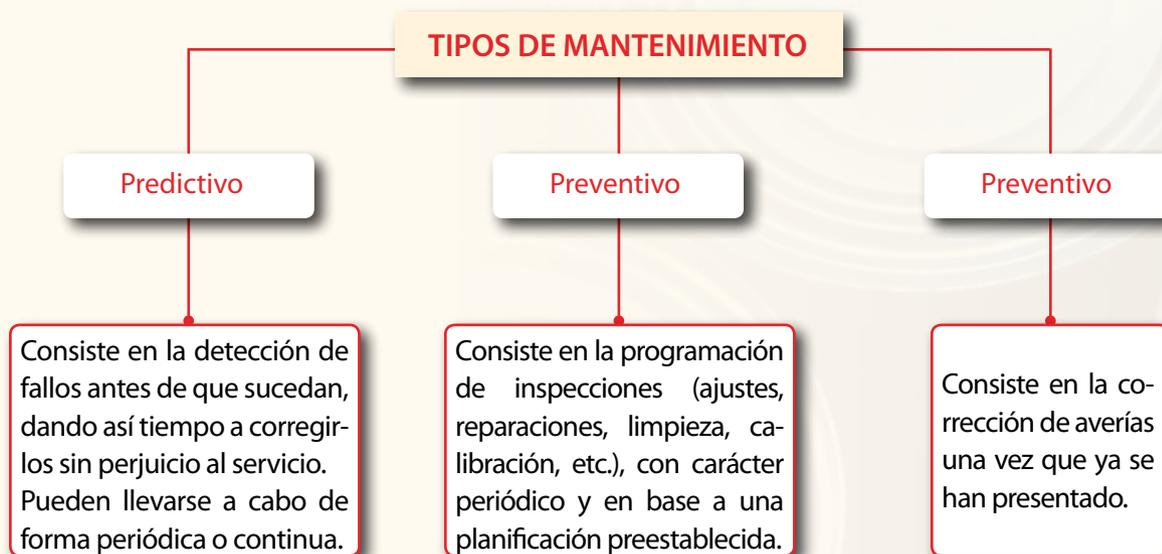 TIPOS DE MANTENIMIENTO
Predictivo
Preventivo
Preventivo
Consiste en la detección de
fallos antes de que sucedan,
dando así tiempo a corregir-
los sin perjuicio al servicio.
Pueden llevarse a cabo de
forma periódica o continua.
Consiste en la programación
de inspecciones (ajustes,
reparaciones, limpieza, ca-
libración, etc.), con carácter
periódico y en base a una
planificación preestablecida.
Consiste en la co-
rrección de averías
una vez que ya se
han presentado.